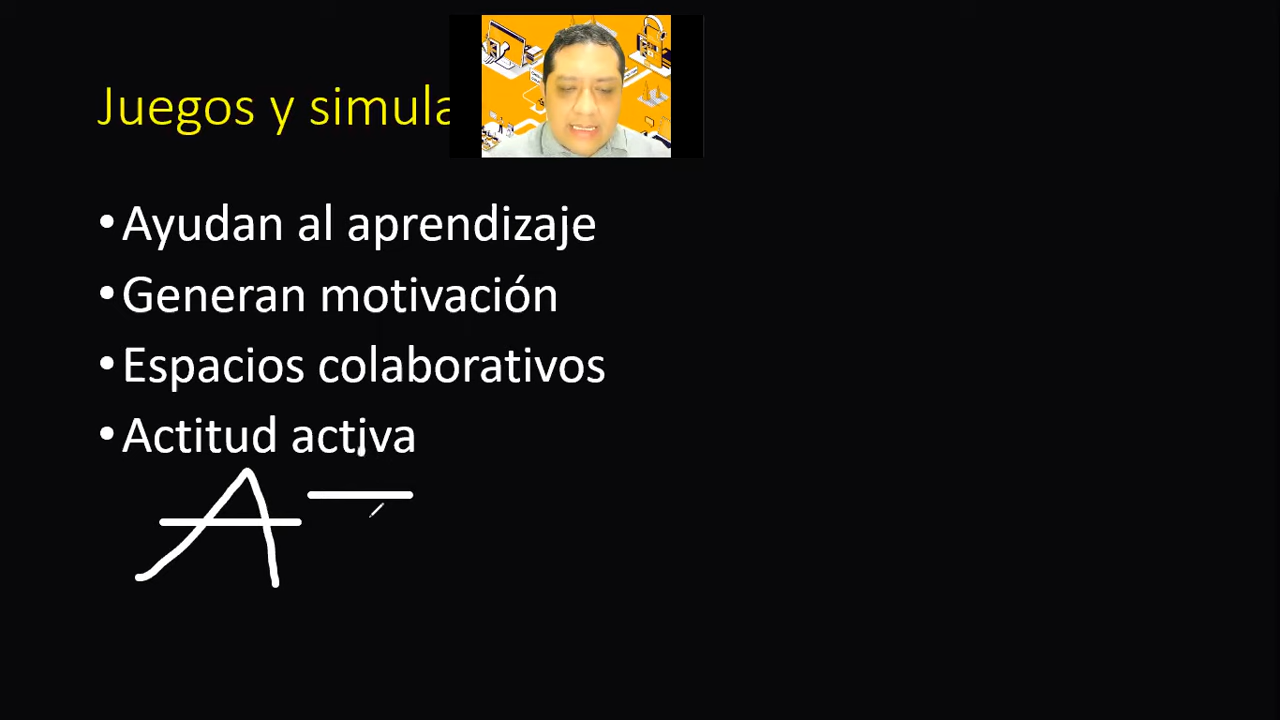 Juegos y simula
•Ayudan al aprendizaje
•Generan motivación
•Espacios colaborativos
•Actitud activa
A